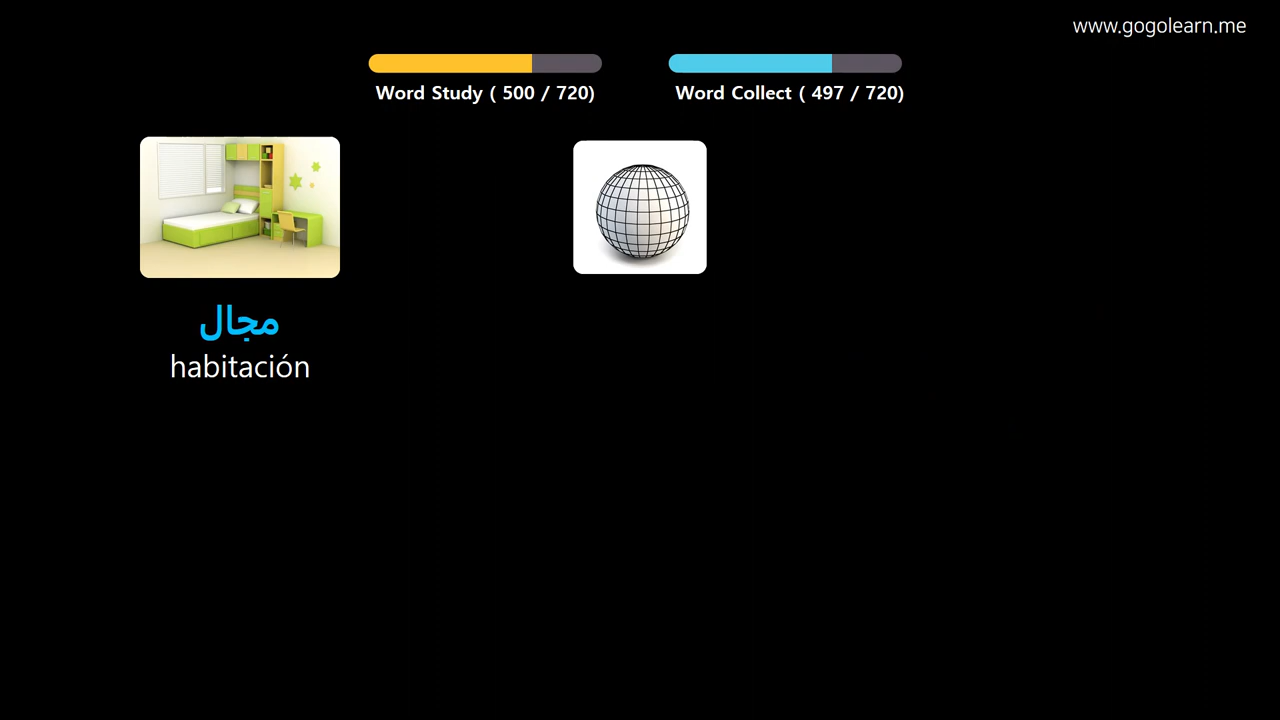 www.gogolearn.me
Word Study ( 500 / 720)
Word Collect ( 497 / 720)
مجال
habitación